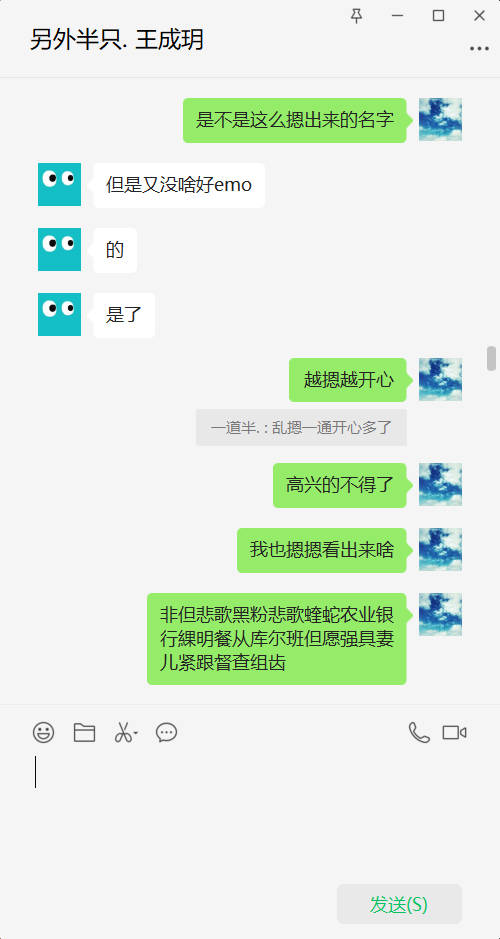 另外半只. 王成玥
是不是这么摁出来的名字
但是又没啥好emo
的
是了
越摁越开心
一道半. : 乱摁一通开心多了
高兴的不得了
我也摁摁看出来啥
非但悲歌黑粉悲歌蝰蛇农业银
行綶明餐从库尔班但愿强具妻
儿紧跟督查组齿
发送(S)